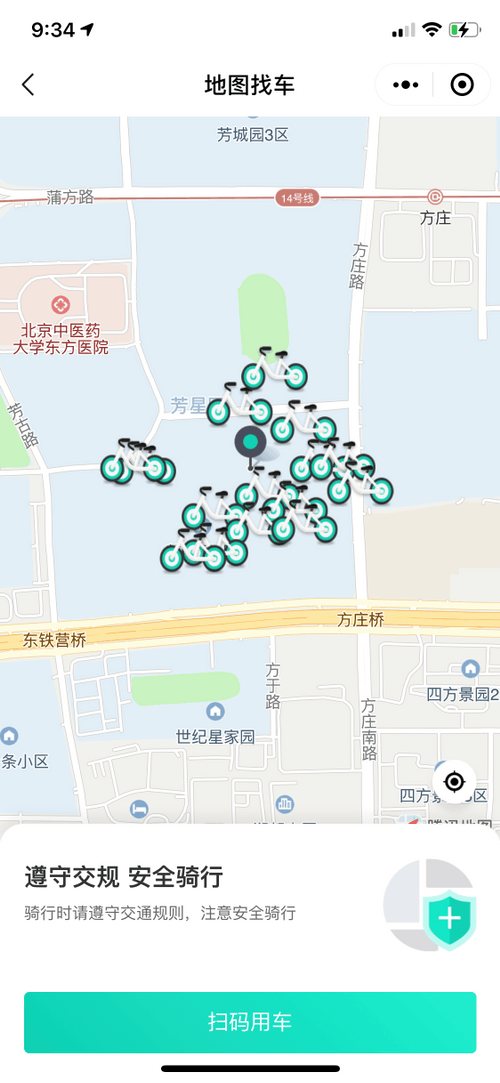 9:34
地图找车
芳城园3区
蒲方路
14号线
方庄
方庄路
北京中医药
大学东方医院
芳古路
芳星
东铁营桥
方庄桥
方于路
四方景园2
世纪星家园
方庄南路
条小区
四方
区
遵守交规 安全骑行
骑行时请遵守交通规则，注意安全骑行
扫码用车